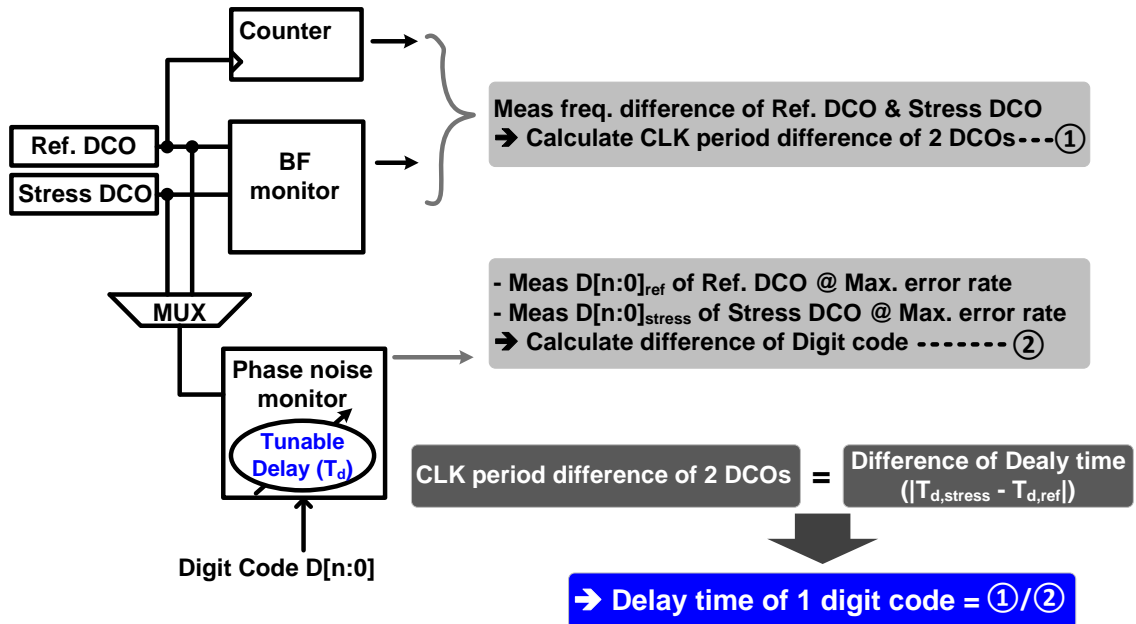 Counter
Ref. DCO
Stress DCO
BF
monitor
MUX
Phase noise
monitor
Tunable
Delay (Td)
Digit Code D[n:0]
Meas freq. difference of Ref. DCO & Stress DCO
➔ Calculate CLK period difference of 2 DCOs---①
- Meas D[n:0]ref of Ref. DCO @ Max. error rate
- Meas D[n:0]stress of Stress DCO @ Max. error rate
➔ Calculate difference of Digit code -------②
CLK period difference of 2 DCOs
=
Difference of Dealy time
(|Td,stress - Td,ref|)
➔ Delay time of 1 digit code = ①/②